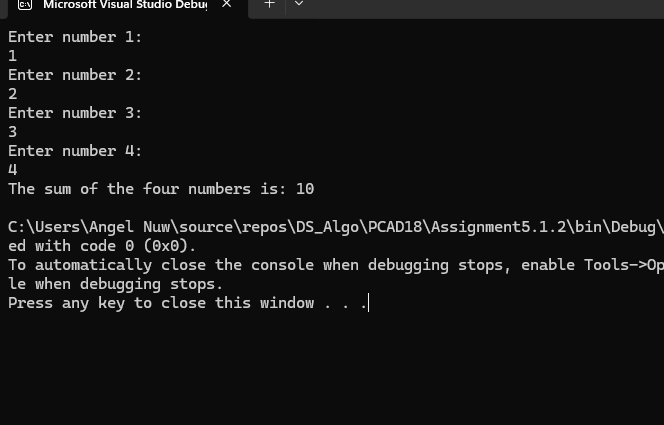 Microsoft Visual Studio Debug
Enter number 1:
1
Enter number 2:
2
Enter number 3:
3
Enter number 4:
4
The sum of the four numbers is: 10
C:\Users\Angel Nuw\source\repos\DS_Algo\PCAD18\Assignment5.1.2\bin\Debug\
ed with code 0 (0x0).
To automatically close the console when debugging stops, enable Tools->Op
le when debugging stops.
Press any key to close this window . . .